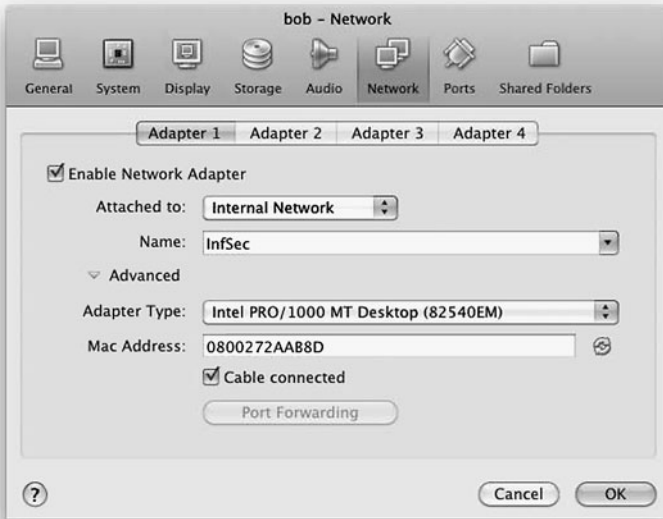 bob – Network
General System Display Storage Audio Network Ports Shared Folders
Adapter 1 Adapter 2 Adapter 3 Adapter 4
Enable Network Adapter
Attached to: Internal Network
Name: InfSec
Advanced
Adapter Type: Intel PRO/1000 MT Desktop (82540EM)
Mac Address: 0800272AAB8D
Cable connected
Port Forwarding
? Cancel OK